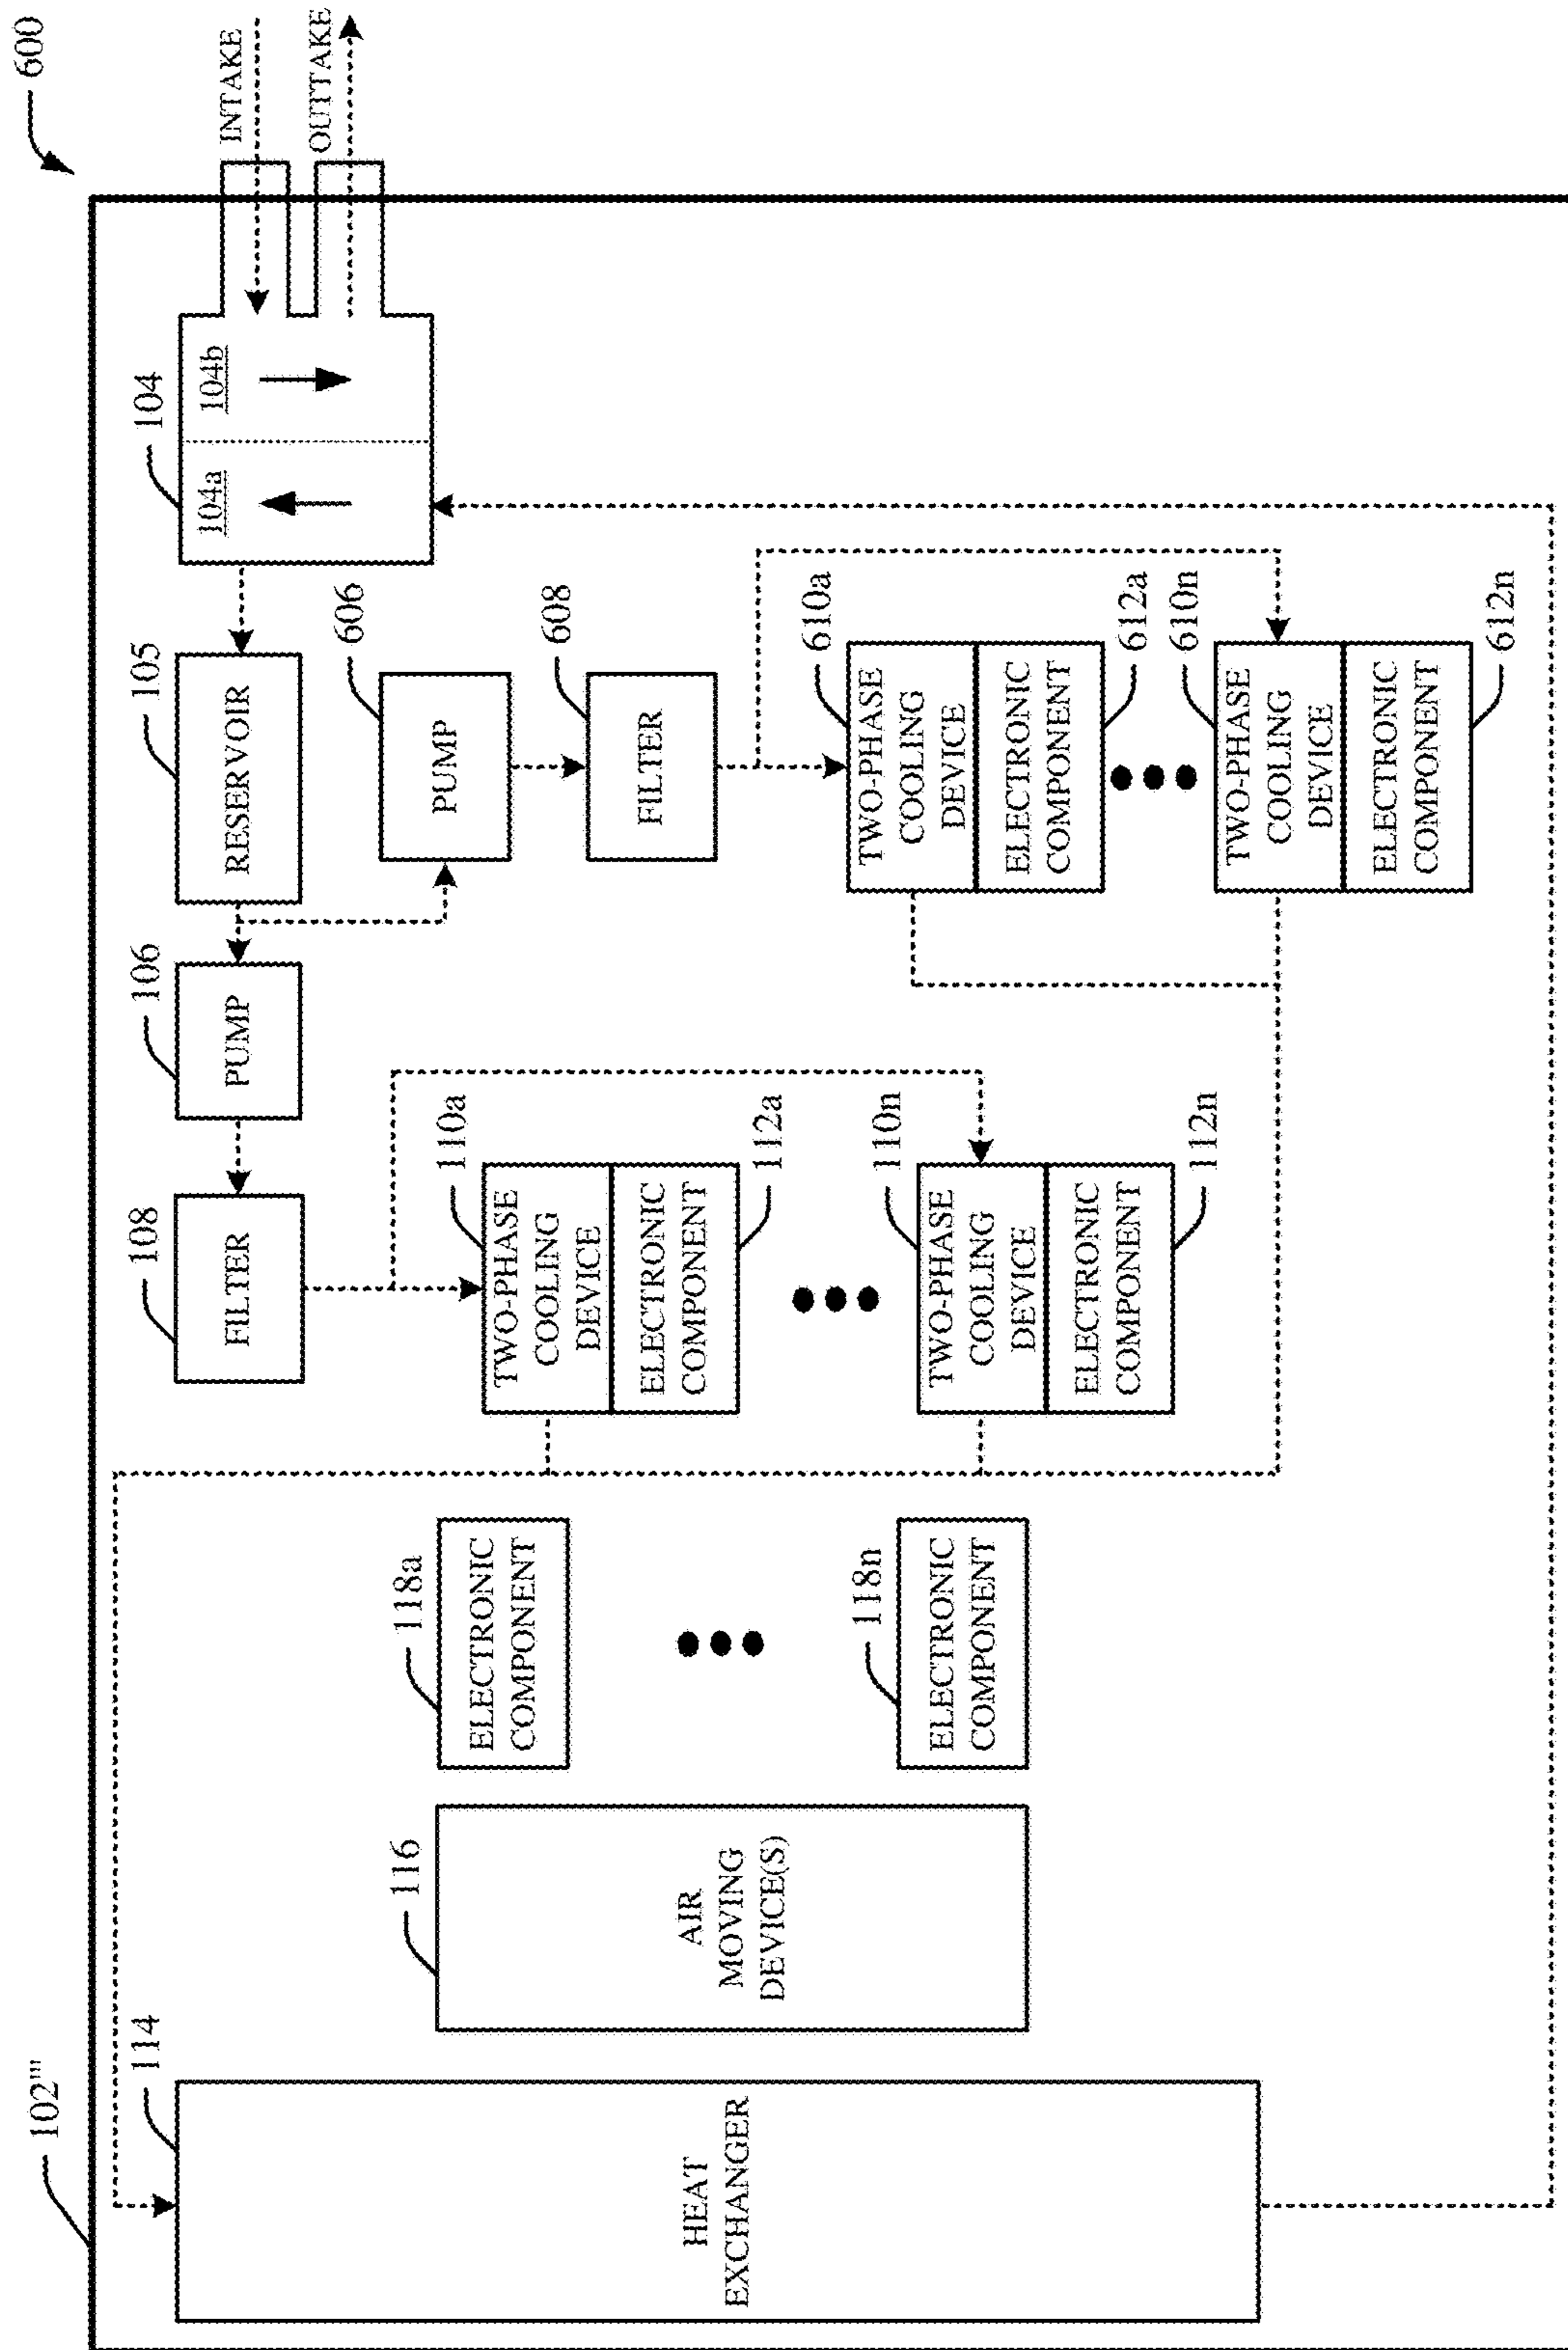 600
102'''
INTAKE
OUTTAKE
104
104a
104b
105
RESERVOIR
106
PUMP
108
FILTER
606
PUMP
608
FILTER
610a
TWO-PHASE
COOLING
DEVICE
ELECTRONIC
COMPONENT
612a
610n
TWO-PHASE
COOLING
DEVICE
ELECTRONIC
COMPONENT
612n
110a
TWO-PHASE
COOLING
DEVICE
ELECTRONIC
COMPONENT
112a
110n
TWO-PHASE
COOLING
DEVICE
ELECTRONIC
COMPONENT
112n
118a
ELECTRONIC
COMPONENT
118n
ELECTRONIC
COMPONENT
116
AIR
MOVING
DEVICE(S)
114
HEAT
EXCHANGER